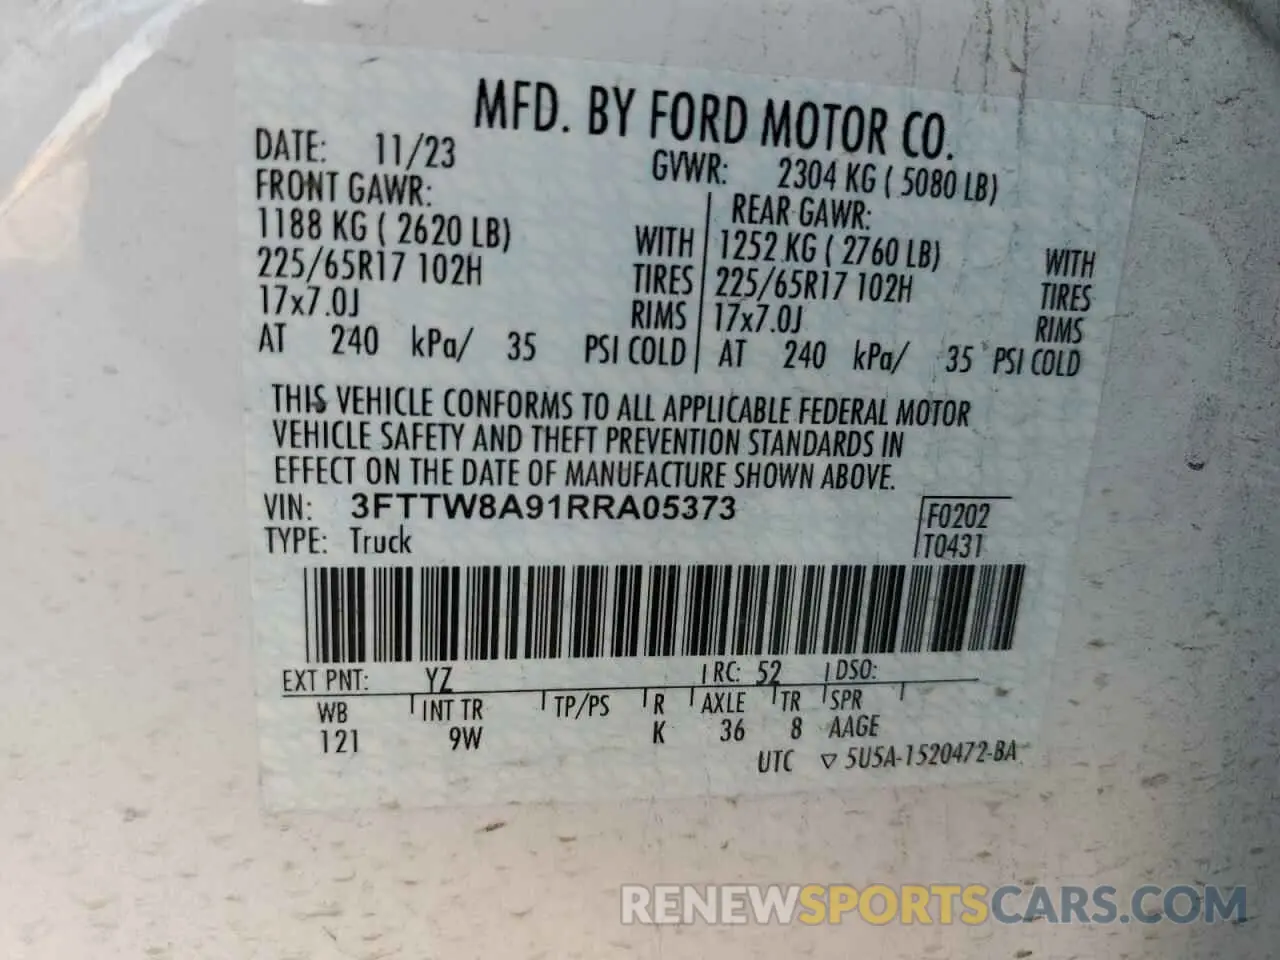 MFD. BY FORD MOTOR CO.
DATE: 11/23 GVWR: 2304 KG ( 5080 LB)
FRONT GAWR: REAR GAWR:
1188 KG ( 2620 LB) WITH 1252 KG ( 2760 LB) WITH
225/65R17 102H TIRES 225/65R17 102H TIRES
17x7.0J RIMS 17x7.0J RIMS
AT 240 kPa/ 35 PSI COLD AT 240 kPa/ 35 PSI COLD
THIS VEHICLE CONFORMS TO ALL APPLICABLE FEDERAL MOTOR
VEHICLE SAFETY AND THEFT PREVENTION STANDARDS IN
EFFECT ON THE DATE OF MANUFACTURE SHOWN ABOVE.
VIN: 3FTTW8A91RRA05373 F0202
TYPE: Truck T0431
EXT PNT: YZ RC: 52 DSO:
WB INT TR TP/PS R AXLE TR SPR
121 9W K 36 8 AAGE
UTC ▽ 5U5A-1520472-BA
RENEWSPORTSCARS.COM